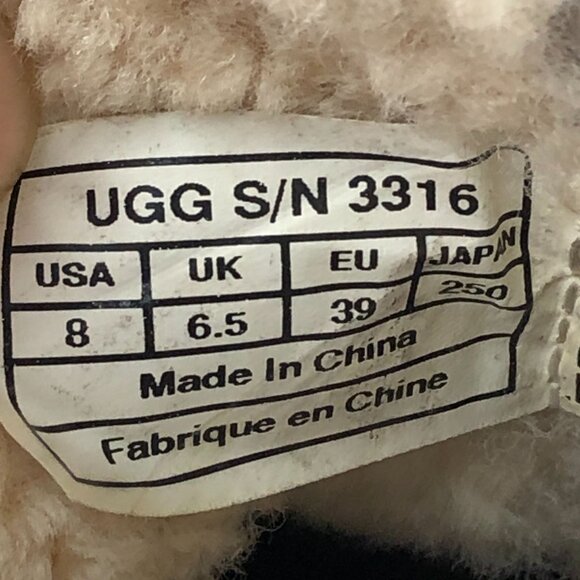 UGG S/N 3316
USA UK EU JAPAN
8 6.5 39 250
Made In China
Fabrique en Chine